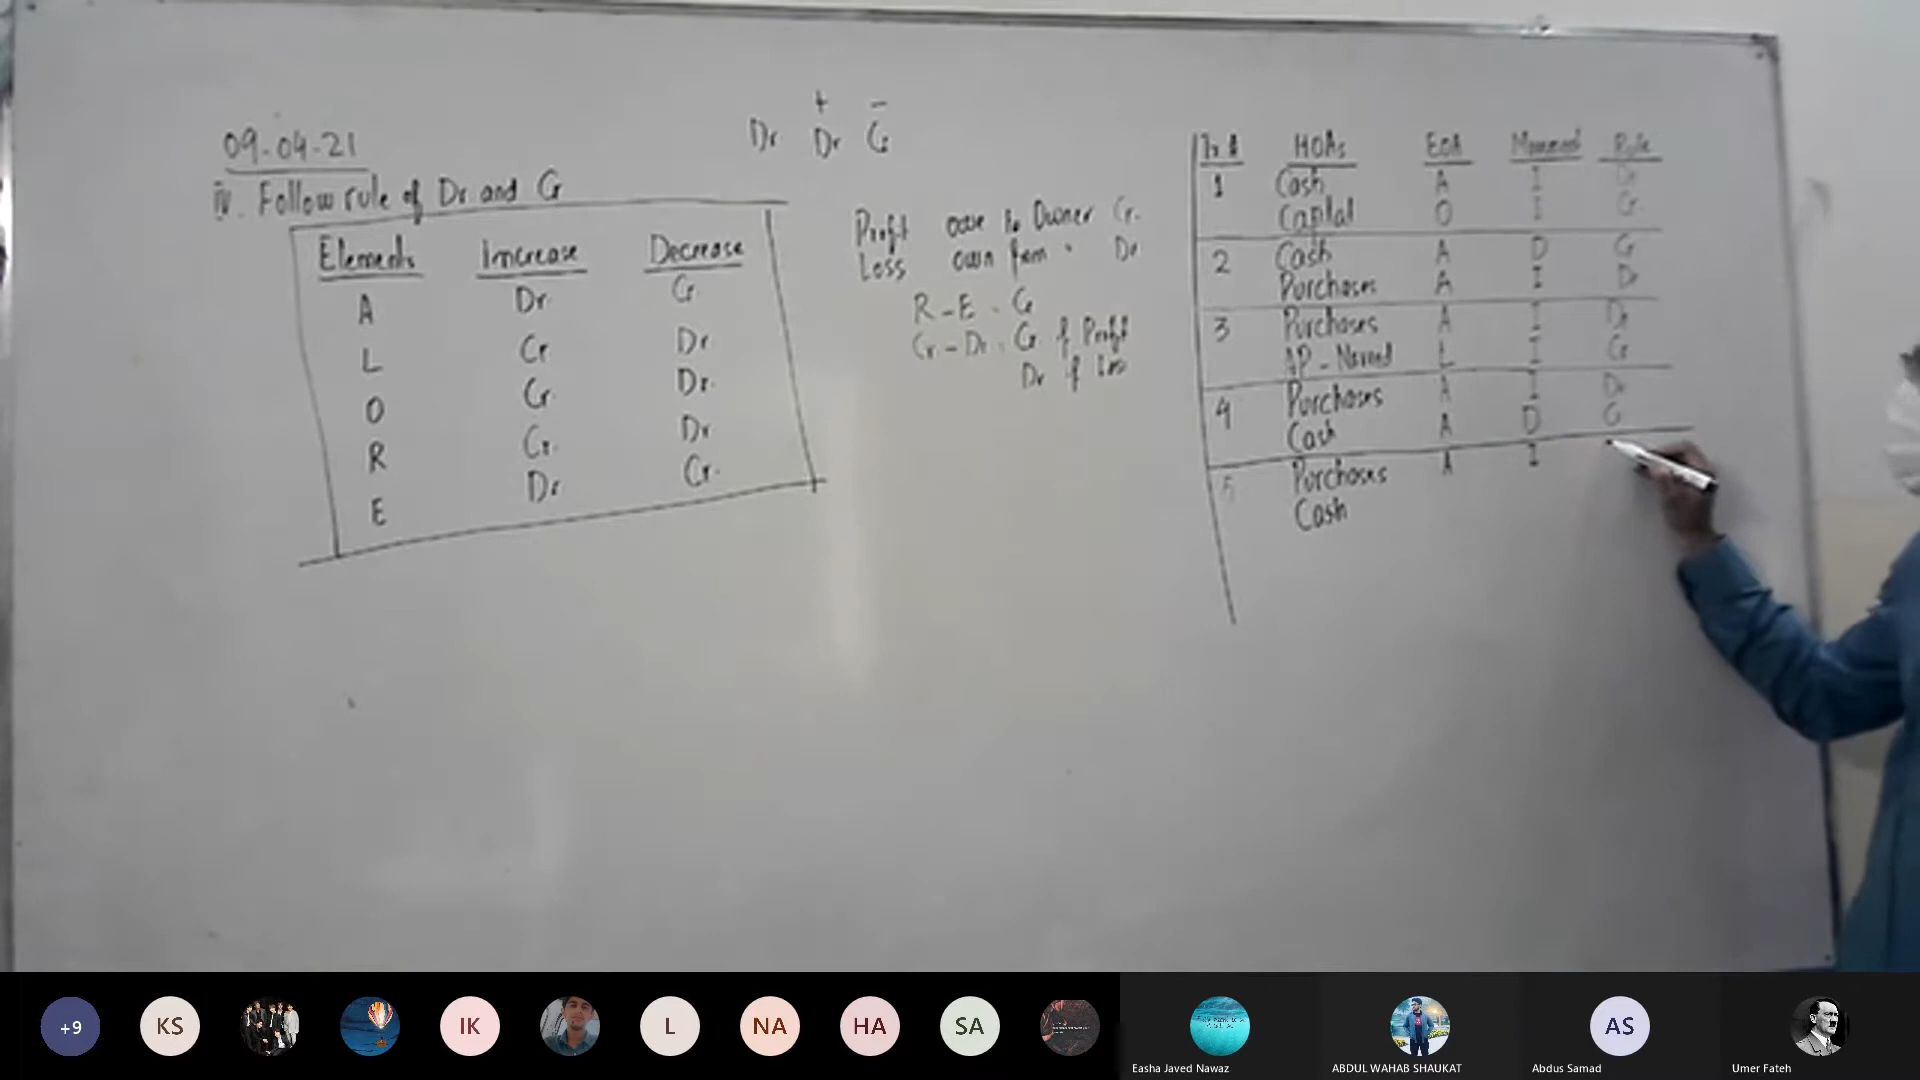 09-04-21
iv. Follow rule of Dr and Cr
Elements Increase Decrease
A Dr Cr
L Cr Dr
O Cr Dr
R Cr Dr
E Dr Cr
+ -
Dr Dr Cr
Profit owe to Owner Cr.
Loss own from " Dr
R - E - Cr
Cr - Dr - Cr if Profit
Dr if Loss
Tr # HOAs EOA Movement Rule
1 Cash A I Dr
Capital O I Cr
2 Cash A D Cr
Purchases A I Dr
3 Purchases A I Dr
AP - Naveed L I Cr
4 Purchases A I Dr
Cash A D Cr
5 Purchases A I
Cash
+9
KS
IK
L
NA
HA
SA
AS
Easha Javed Nawaz
ABDUL WAHAB SHAUKAT
Abdus Samad
Umer Fateh